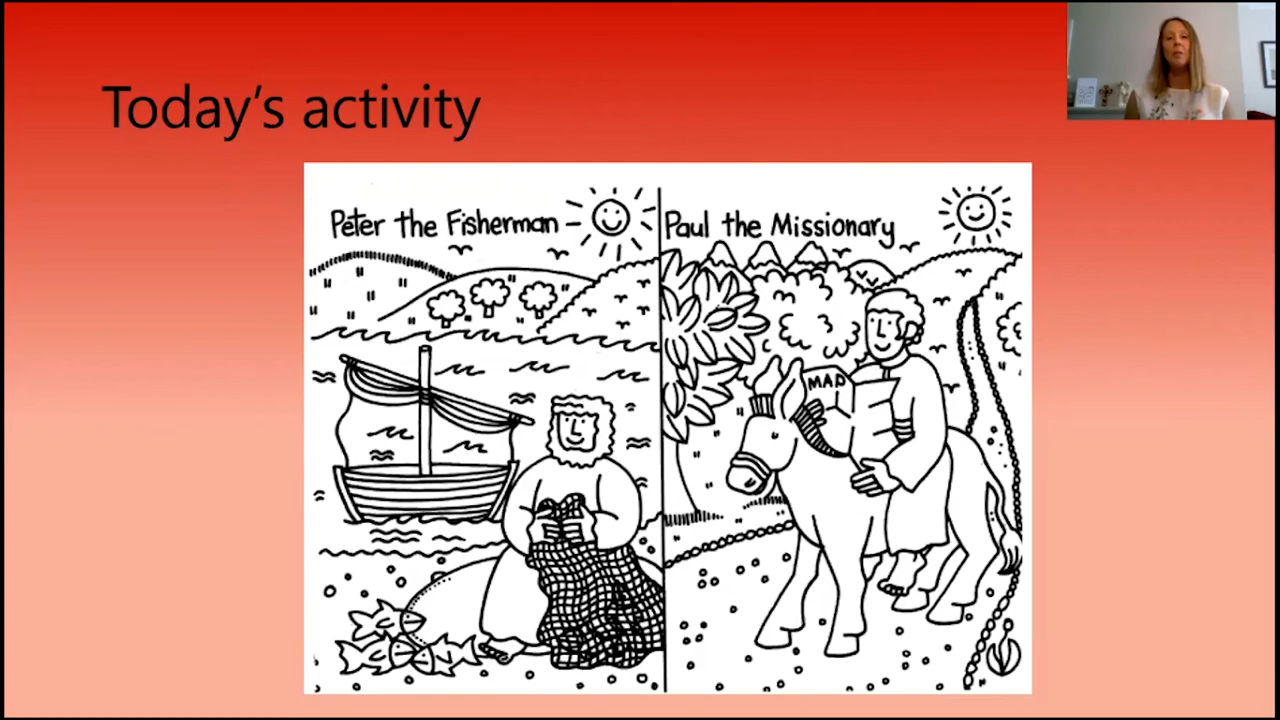 Today's activity
Peter the Fisherman
Paul the Missionary
MAP